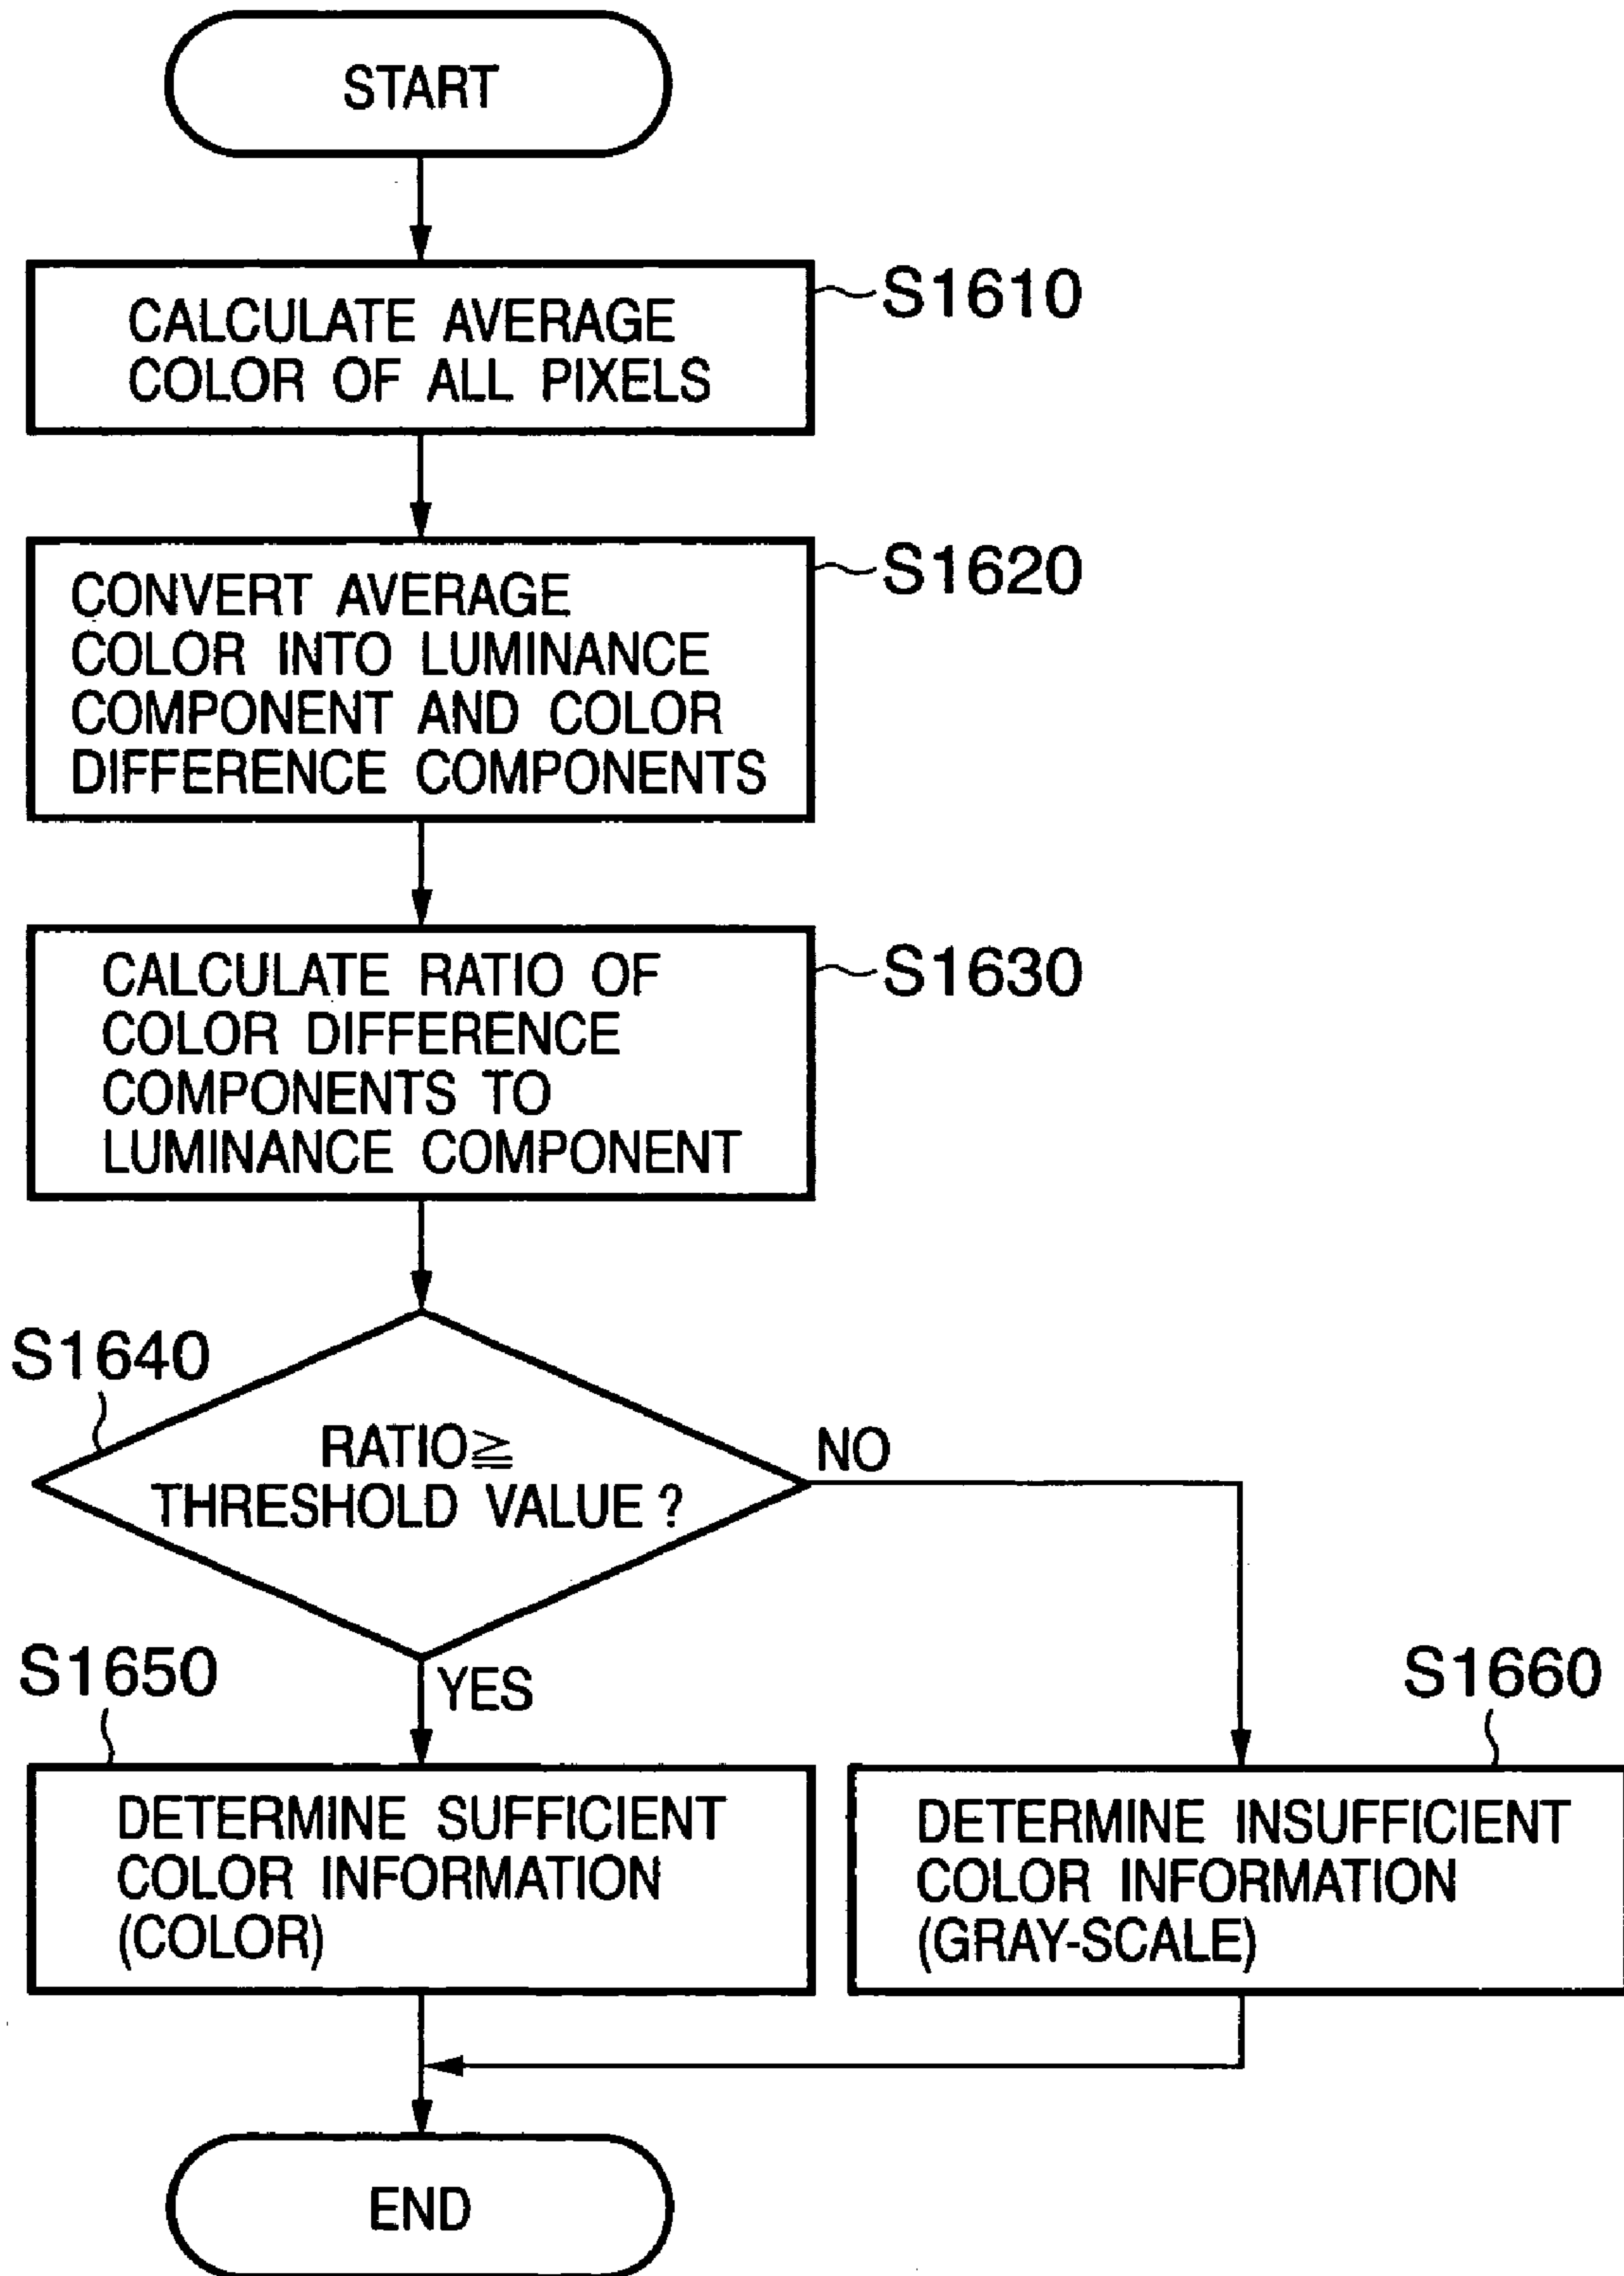 START
CALCULATE AVERAGE
COLOR OF ALL PIXELS
S1610
CONVERT AVERAGE
COLOR INTO LUMINANCE
COMPONENT AND COLOR
DIFFERENCE COMPONENTS
S1620
CALCULATE RATIO OF
COLOR DIFFERENCE
COMPONENTS TO
LUMINANCE COMPONENT
S1630
S1640
RATIO≧
THRESHOLD VALUE ?
NO
YES
S1650
DETERMINE SUFFICIENT
COLOR INFORMATION
(COLOR)
S1660
DETERMINE INSUFFICIENT
COLOR INFORMATION
(GRAY-SCALE)
END